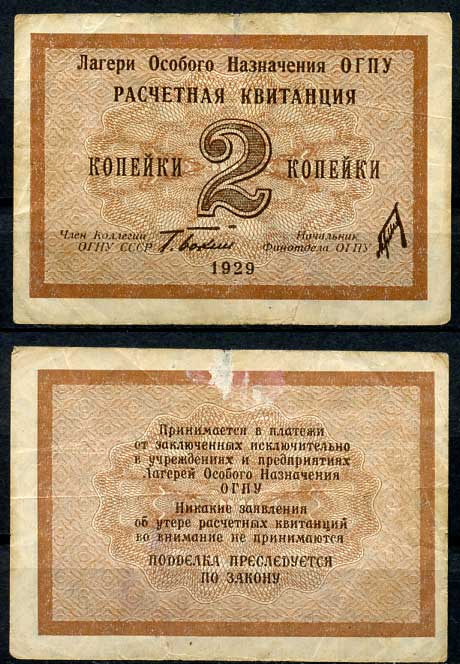 Лагери Особого Назначения ОГПУ
РАСЧЕТНАЯ КВИТАНЦИЯ
КОПЕЙКИ 2 КОПЕЙКИ
Член Коллегии
ОГПУ СССР
Начальник
Финотдела ОГПУ
1929
Принимается в платежи
от заключенных исключительно
в учреждениях и предприятиях
Лагерей Особого Назначения
ОГПУ
Никакие заявления
об утере расчетных квитанций
во внимание не принимаются
ПОДДЕЛКА ПРЕСЛЕДУЕТСЯ
ПО ЗАКОНУ